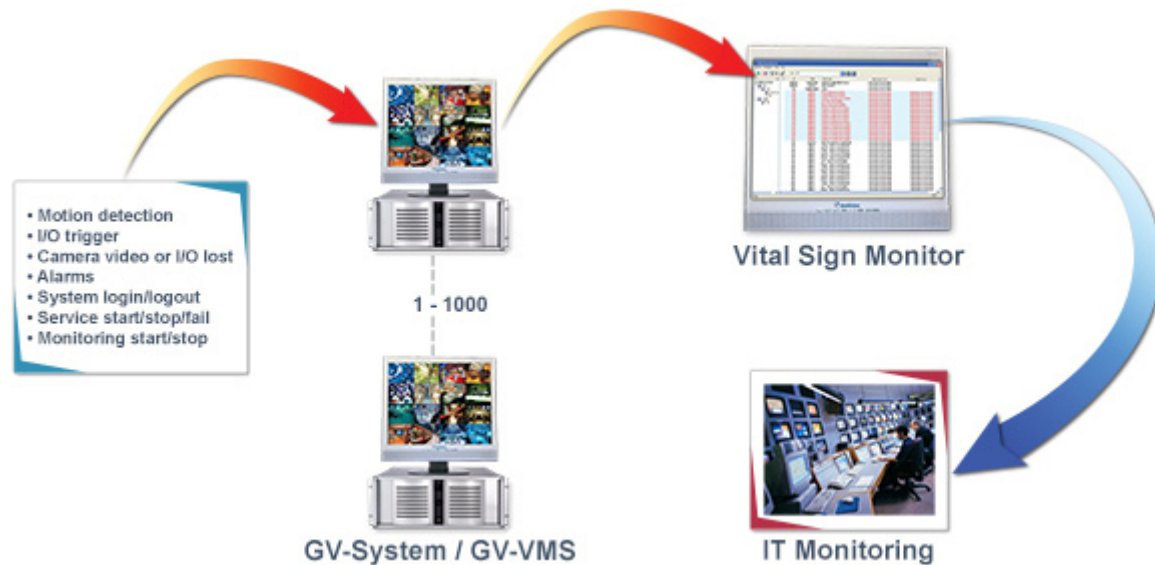 • Motion detection
• I/O trigger
• Camera video or I/O lost
• Alarms
• System login/logout
• Service start/stop/fail
• Monitoring start/stop
1 - 1000
GV-System / GV-VMS
Vital Sign Monitor
IT Monitoring